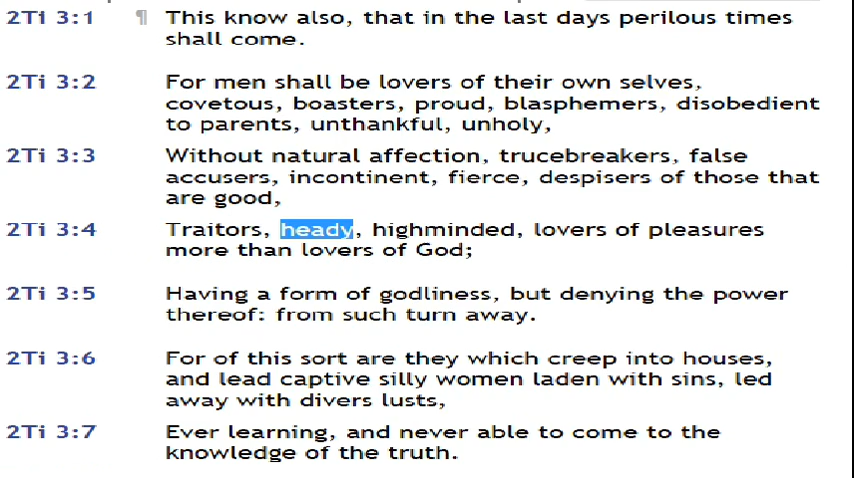 2Ti 3:1 ¶ This know also, that in the last days perilous times
shall come.
2Ti 3:2 For men shall be lovers of their own selves,
covetous, boasters, proud, blasphemers, disobedient
to parents, unthankful, unholy,
2Ti 3:3 Without natural affection, trucebreakers, false
accusers, incontinent, fierce, despisers of those that
are good,
2Ti 3:4 Traitors, heady, highminded, lovers of pleasures
more than lovers of God;
2Ti 3:5 Having a form of godliness, but denying the power
thereof: from such turn away.
2Ti 3:6 For of this sort are they which creep into houses,
and lead captive silly women laden with sins, led
away with divers lusts,
2Ti 3:7 Ever learning, and never able to come to the
knowledge of the truth.